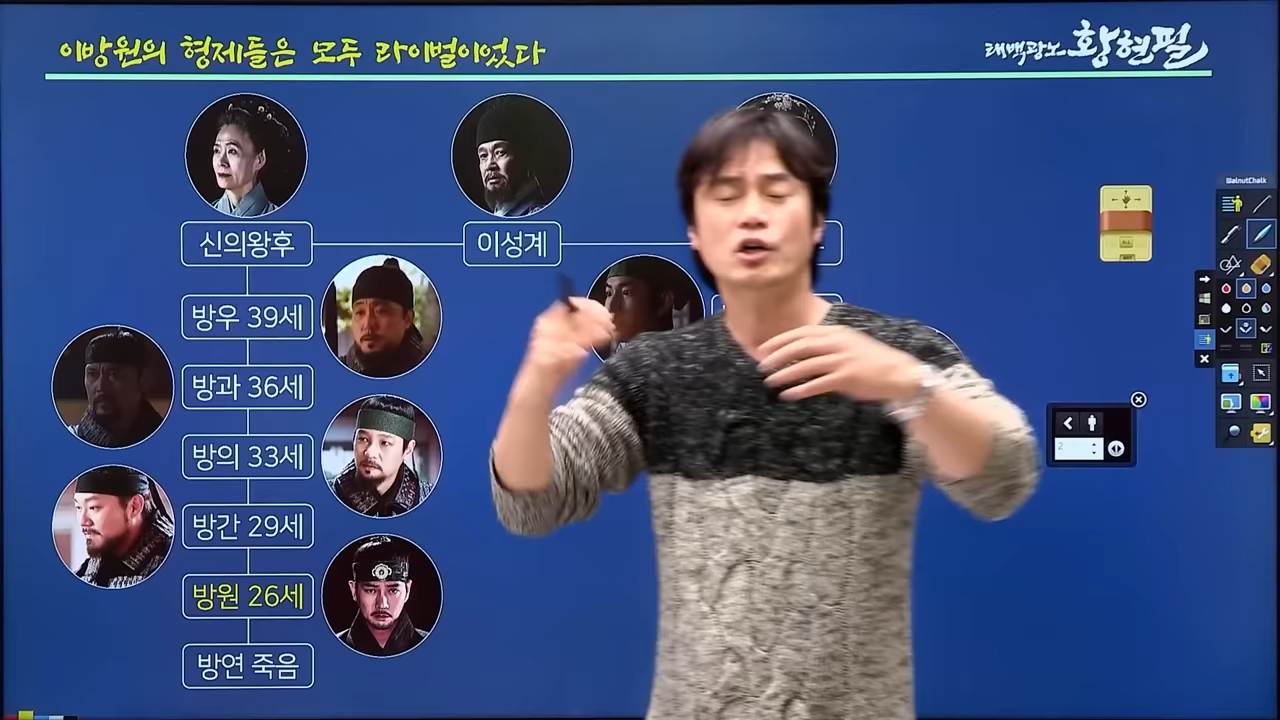 이방원의 형제들은 모두 라이벌이었다
태백광노 황현필
신의왕후
이성계
방우 39세
방과 36세
방의 33세
방간 29세
방원 26세
방연 죽음
WalnutChalk
ALL
2